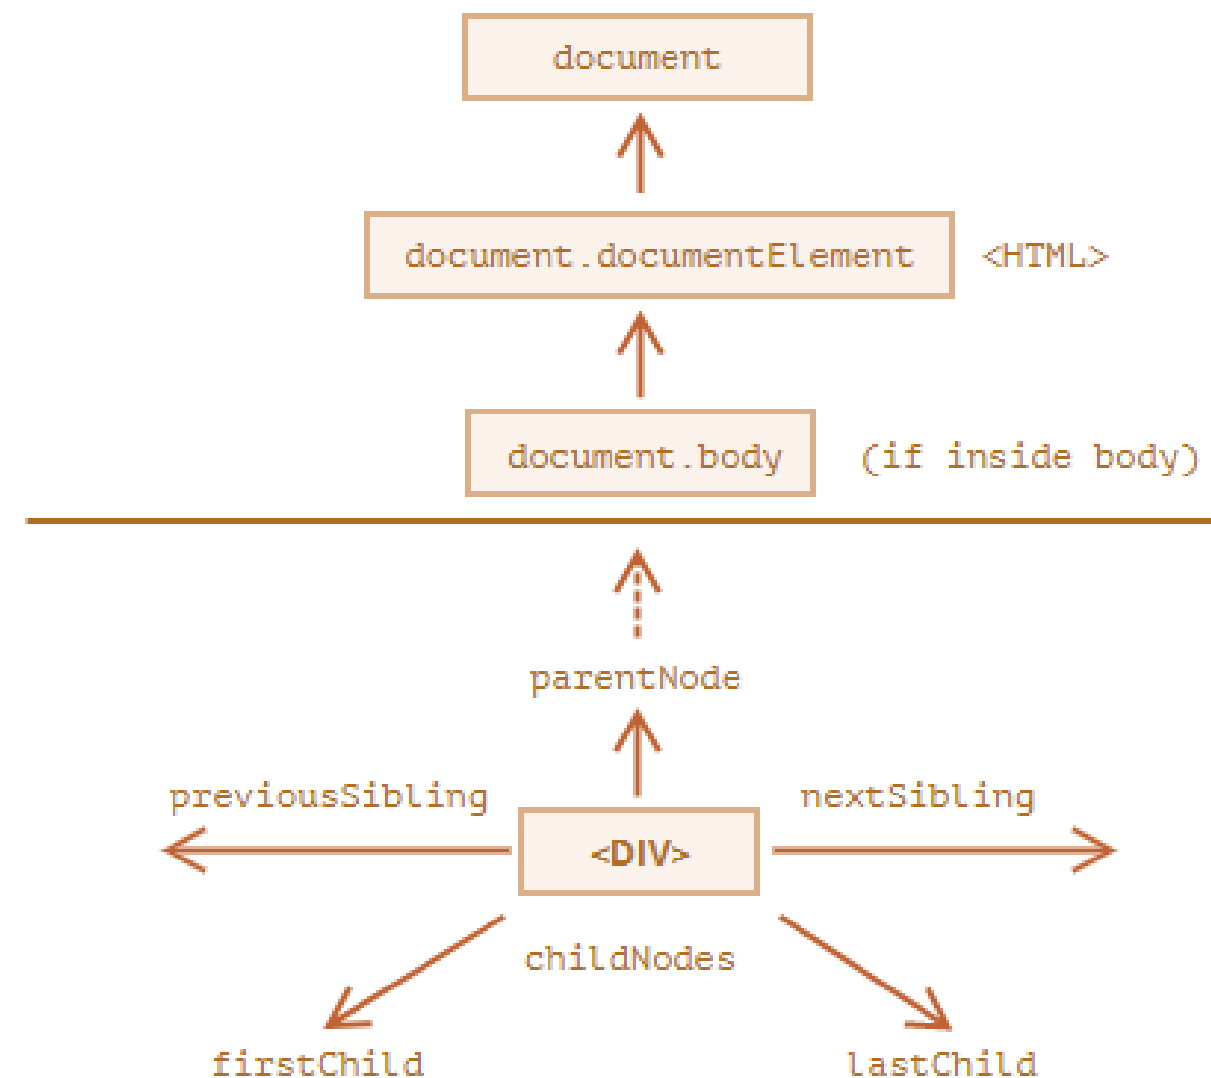 document
document.documentElement <HTML>
document.body (if inside body)
parentNode
previousSibling nextSibling
<DIV>
childNodes
firstChild lastChild